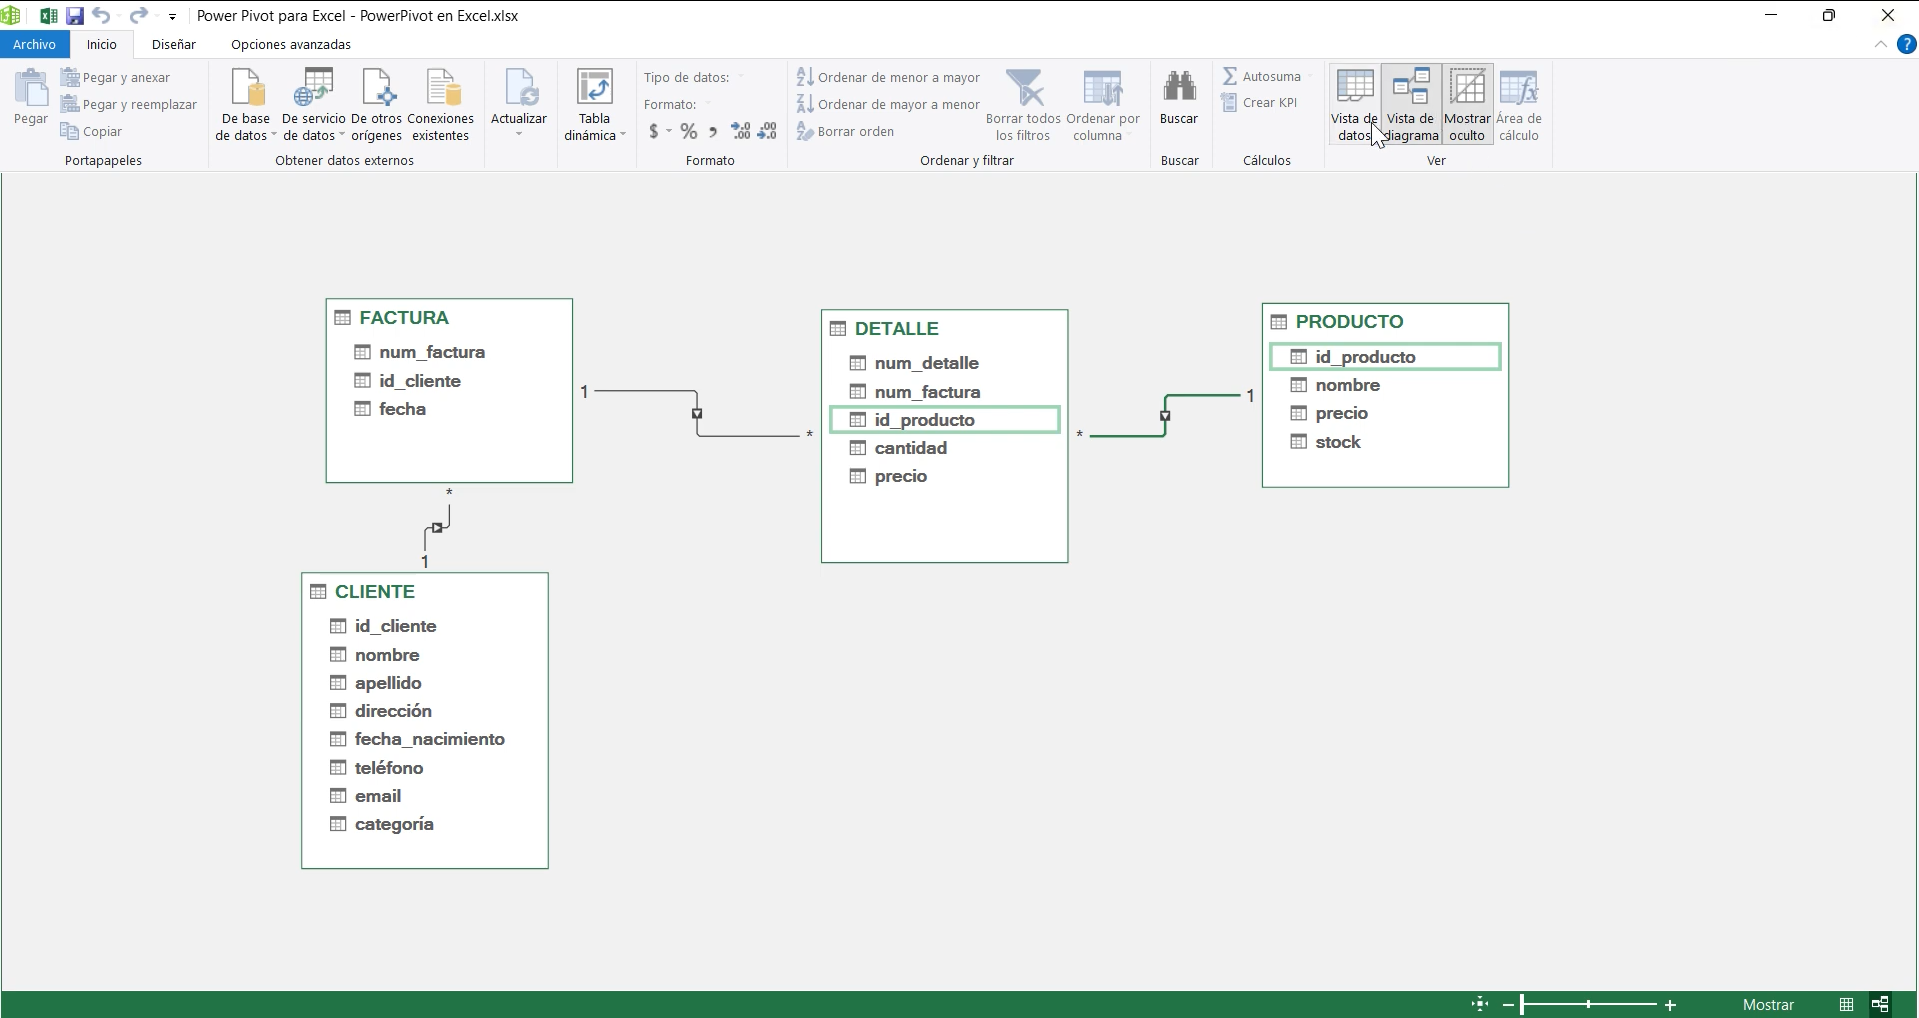 Power Pivot para Excel - PowerPivot en Excel.xlsx
Archivo Inicio Diseñar Opciones avanzadas
Pegar
Pegar y anexar
Pegar y reemplazar
Copiar
Portapapeles
De base de datos
De servicio de datos
De otros orígenes
Conexiones existentes
Obtener datos externos
Actualizar
Tabla dinámica
Tipo de datos:
Formato:
$ % ,
Formato
Ordenar de menor a mayor
Ordenar de mayor a menor
Borrar orden
Borrar todos los filtros
Ordenar por columna
Ordenar y filtrar
Buscar
Buscar
Autosuma
Crear KPI
Cálculos
Vista de datos
Vista de diagrama
Mostrar oculto
Área de cálculo
Ver
FACTURA
num_factura
id_cliente
fecha
1
*
DETALLE
num_detalle
num_factura
id_producto
cantidad
precio
*
1
PRODUCTO
id_producto
nombre
precio
stock
*
1
CLIENTE
id_cliente
nombre
apellido
dirección
fecha_nacimiento
teléfono
email
categoría
Mostrar